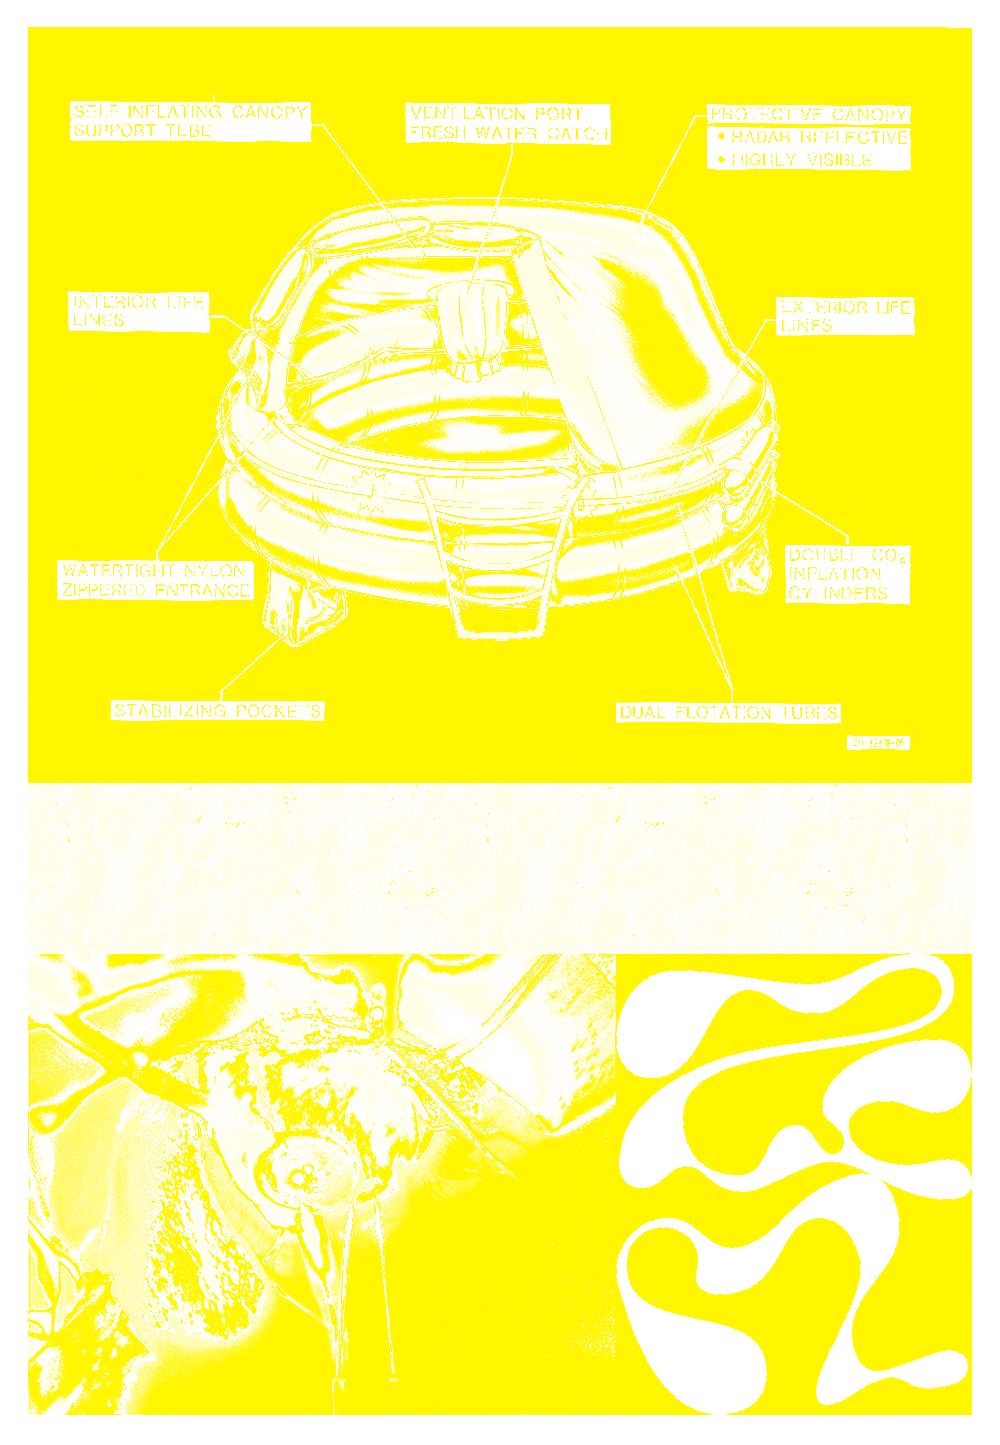 SELF INFLATING CANOPY
SUPPORT TUBE
VENTILATION PORT
FRESH WATER CATCH
PROTECTIVE CANOPY
• RADAR REFLECTIVE
• HIGHLY VISIBLE
INTERIOR LIFE
LINES
EXTERIOR LIFE
LINES
WATERTIGHT NYLON
ZIPPERED ENTRANCE
DOUBLE CO₂
INFLATION
CYLINDERS
STABILIZING POCKETS
DUAL FLOTATION TUBES